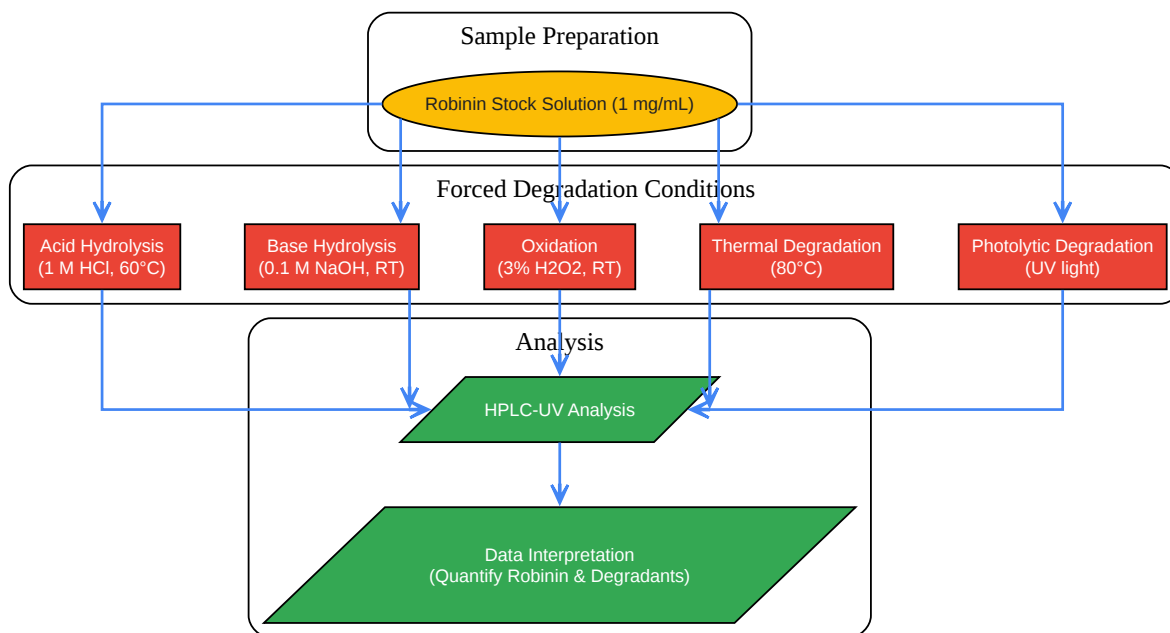 Sample Preparation
Robinin Stock Solution (1 mg/mL)
Forced Degradation Conditions
Acid Hydrolysis
(1 M HCl, 60°C)
Base Hydrolysis
(0.1 M NaOH, RT)
Oxidation
(3% H2O2, RT)
Thermal Degradation
(80°C)
Photolytic Degradation
(UV light)
Analysis
HPLC-UV Analysis
Data Interpretation
(Quantify Robinin & Degradants)